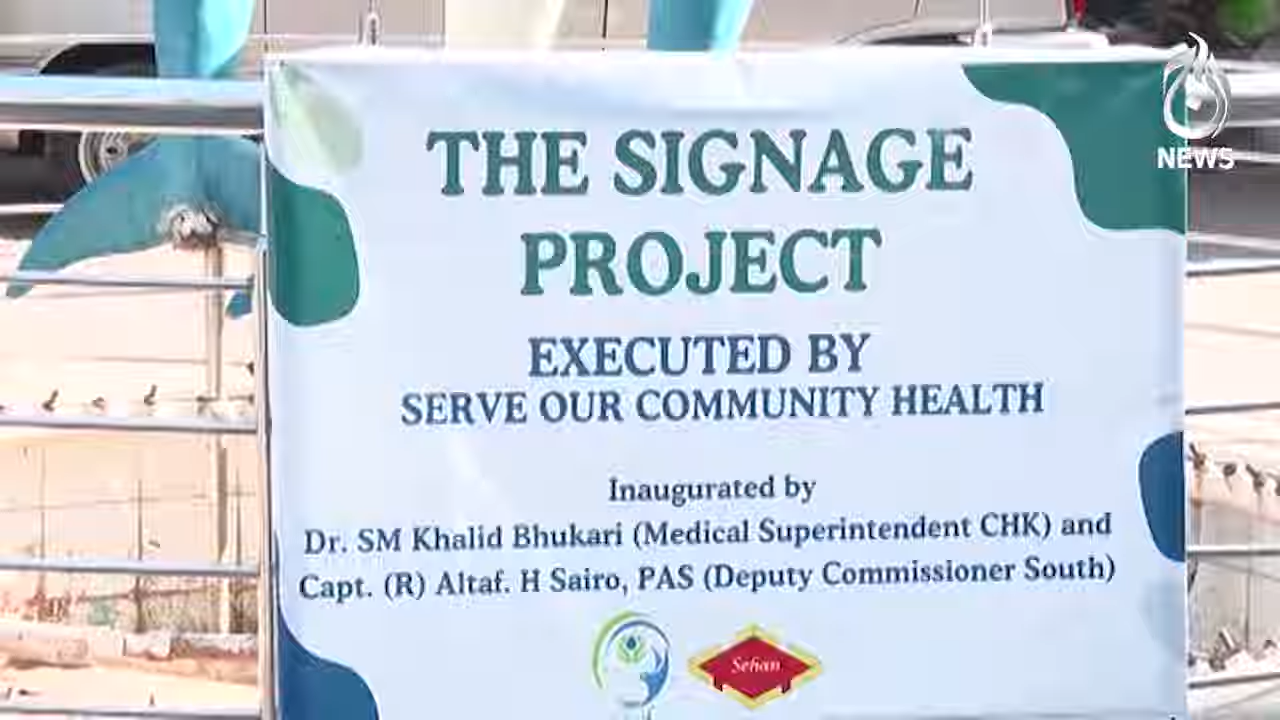 THE SIGNAGE
PROJECT
EXECUTED BY
SERVE OUR COMMUNITY HEALTH
Inaugurated by
Dr. SM Khalid Bhukari (Medical Superintendent CHK) and
Capt. (R) Altaf. H Sairo, PAS (Deputy Commissioner South)
Sehan
NEWS